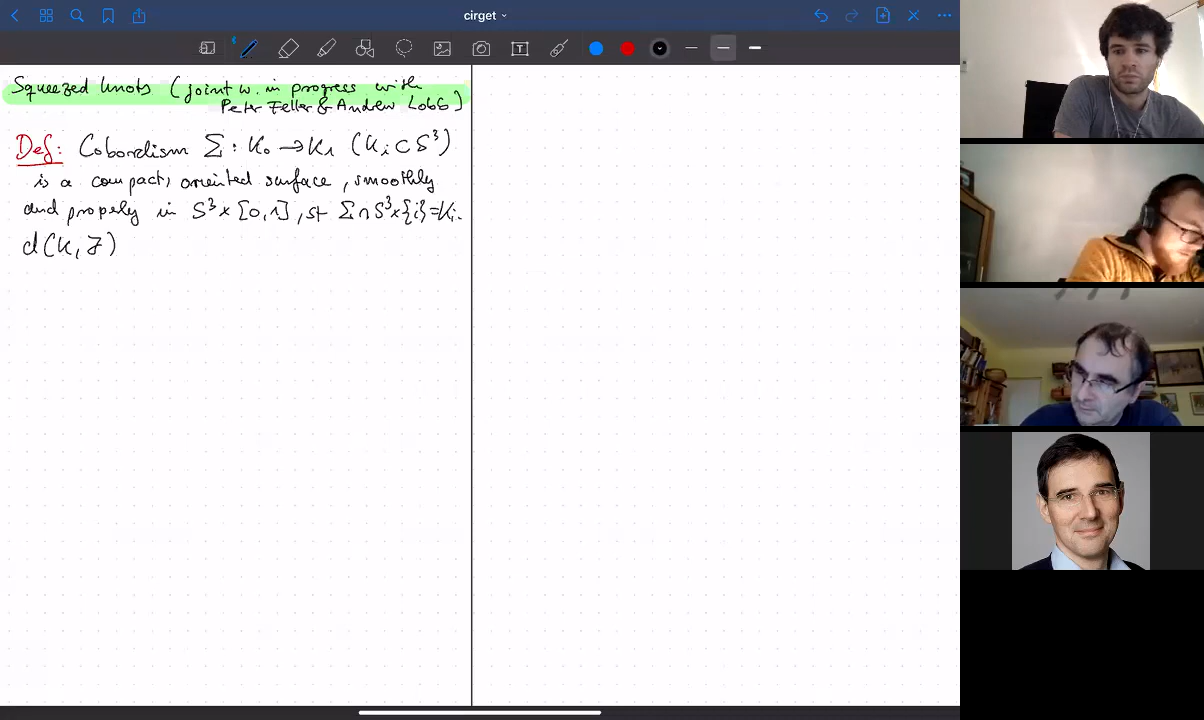 cirget
Squeezed knots (joint w. in progress with
Peter Feller & Andrew Lobb)
Def: Cobordism Σ : K₀ → K₁ (Kᵢ ⊂ S³)
is a compact, oriented surface, smoothly
and properly in S³ × [0,1], st Σ ∩ S³×{i} = Kᵢ.
d(K, J)